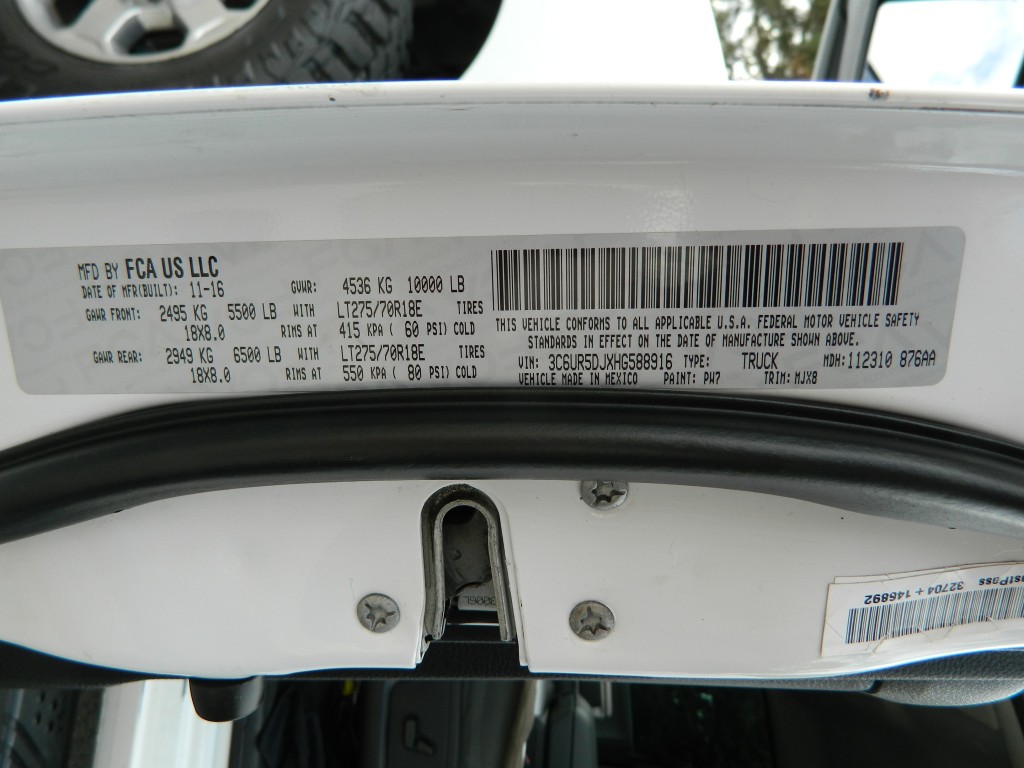 MFD BY FCA US LLC
DATE OF MFR(BUILT): 11-16 GVWR: 4536 KG 10000 LB
GAWR FRONT: 2495 KG 5500 LB WITH LT275/70R18E TIRES
18X8.0 RIMS AT 415 KPA ( 60 PSI) COLD
GAWR REAR: 2949 KG 6500 LB WITH LT275/70R18E TIRES
18X8.0 RIMS AT 550 KPA ( 80 PSI) COLD
THIS VEHICLE CONFORMS TO ALL APPLICABLE U.S.A. FEDERAL MOTOR VEHICLE SAFETY
STANDARDS IN EFFECT ON THE DATE OF MANUFACTURE SHOWN ABOVE.
VIN: 3C6UR5DJXHG588916 TYPE: TRUCK MDH: 112310 876AA
VEHICLE MADE IN MEXICO PAINT: PW7 TRIM: MJX8
32704 + 146892